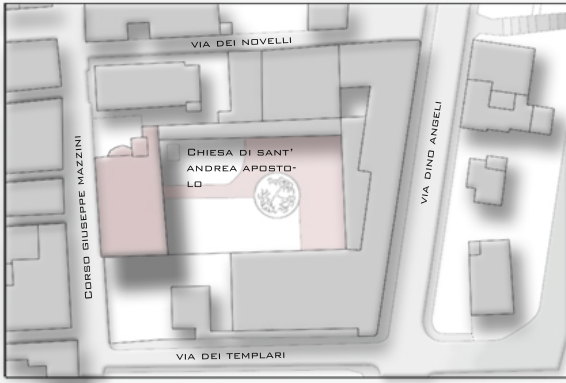 VIA DEI NOVELLI
CHIESA DI SANT'
ANDREA APOSTO-
LO
CORSO GIUSEPPE MAZZINI
VIA DINO ANGELI
VIA DEI TEMPLARI